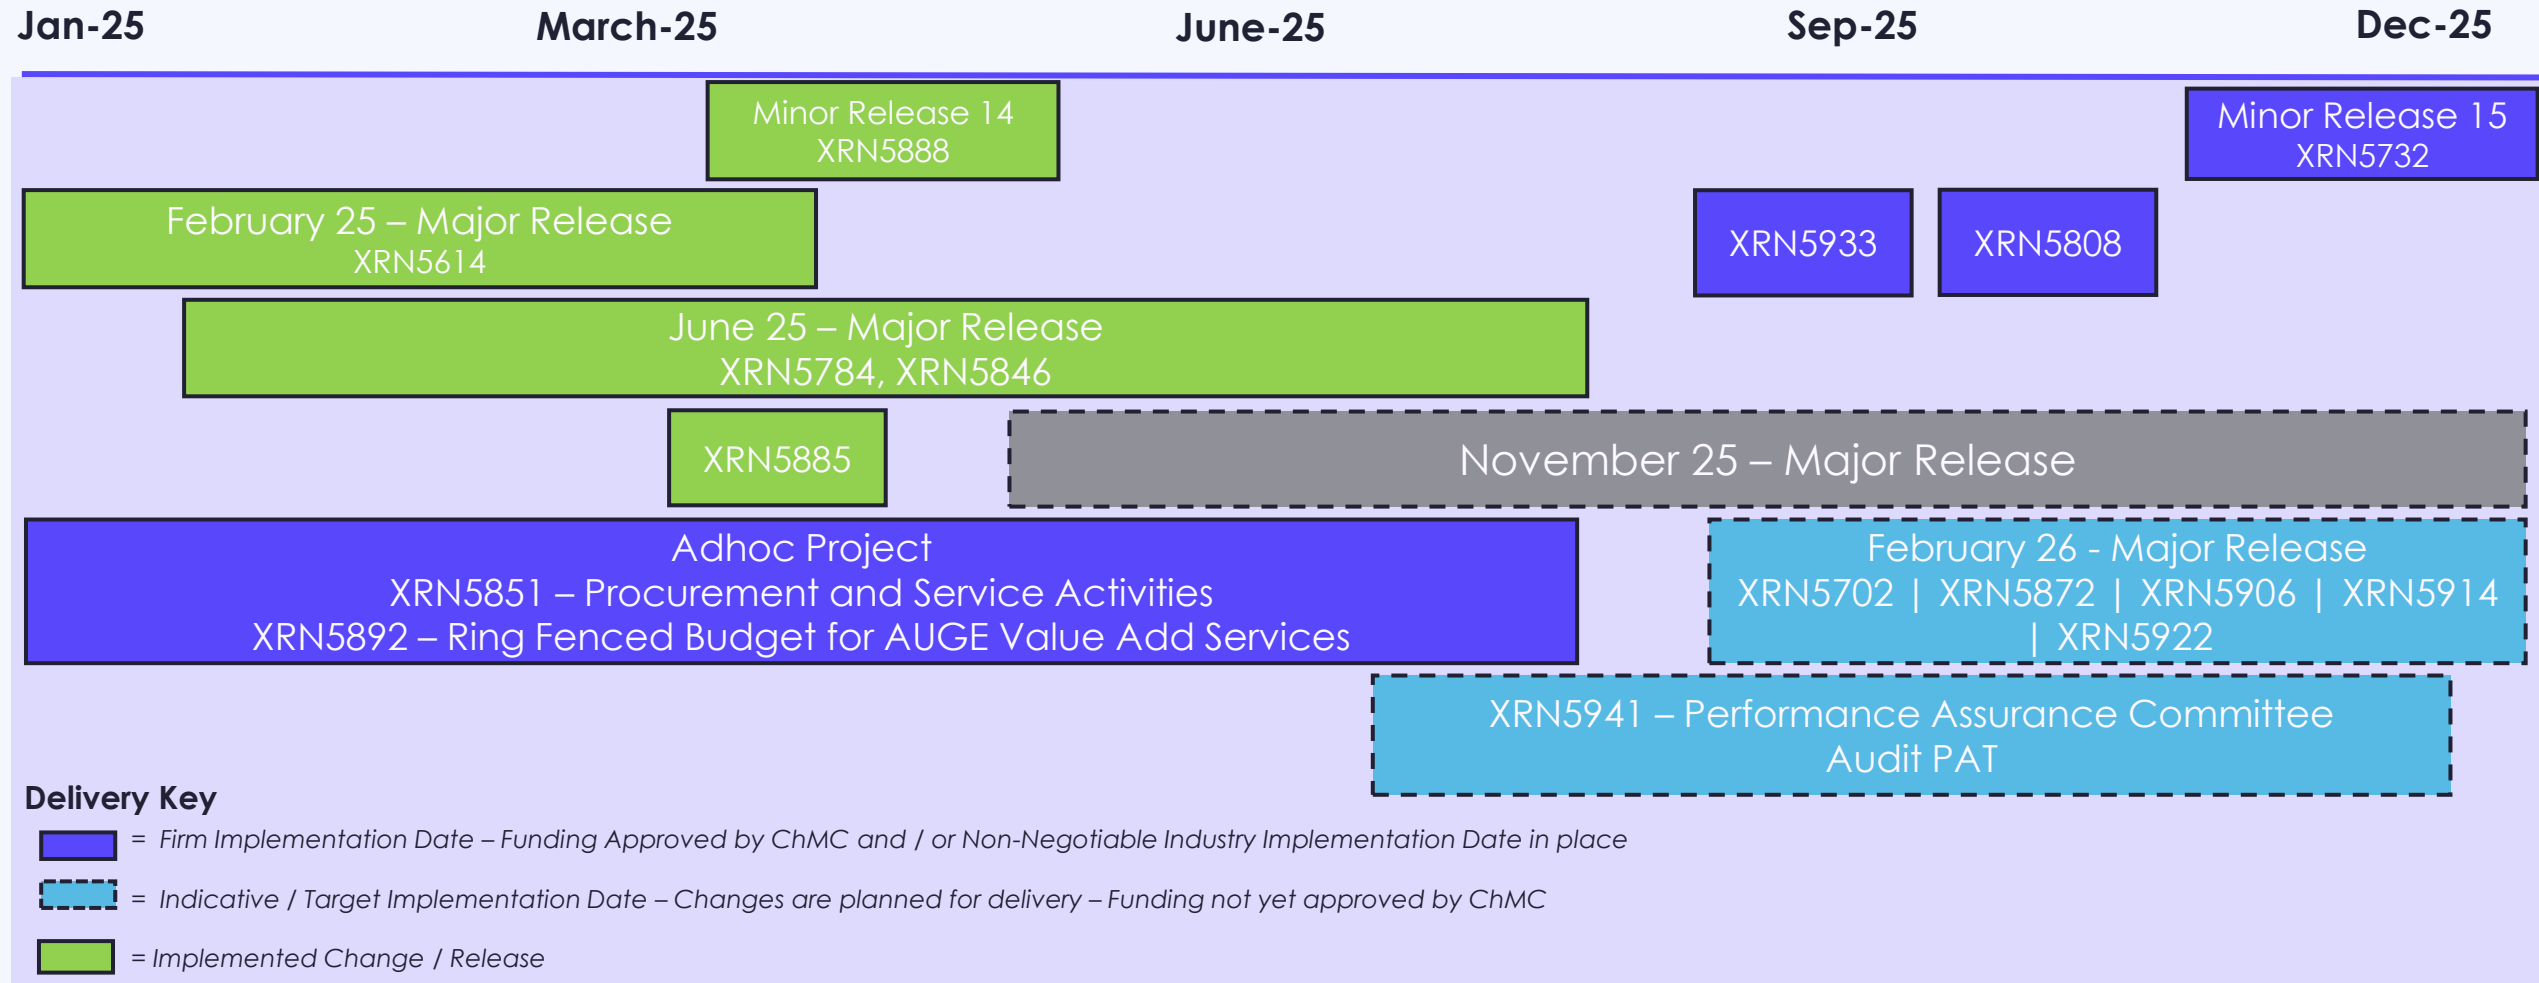 Jan-25
March-25
June-25
Sep-25
Dec-25
Minor Release 14
XRN5888
Minor Release 15
XRN5732
February 25 – Major Release
XRN5614
XRN5933
XRN5808
June 25 – Major Release
XRN5784, XRN5846
XRN5885
November 25 – Major Release
Adhoc Project
XRN5851 – Procurement and Service Activities
XRN5892 – Ring Fenced Budget for AUGE Value Add Services
February 26 - Major Release
XRN5702 | XRN5872 | XRN5906 | XRN5914
| XRN5922
XRN5941 – Performance Assurance Committee
Audit PAT
Delivery Key
= Firm Implementation Date – Funding Approved by ChMC and / or Non-Negotiable Industry Implementation Date in place
= Indicative / Target Implementation Date – Changes are planned for delivery – Funding not yet approved by ChMC
= Implemented Change / Release